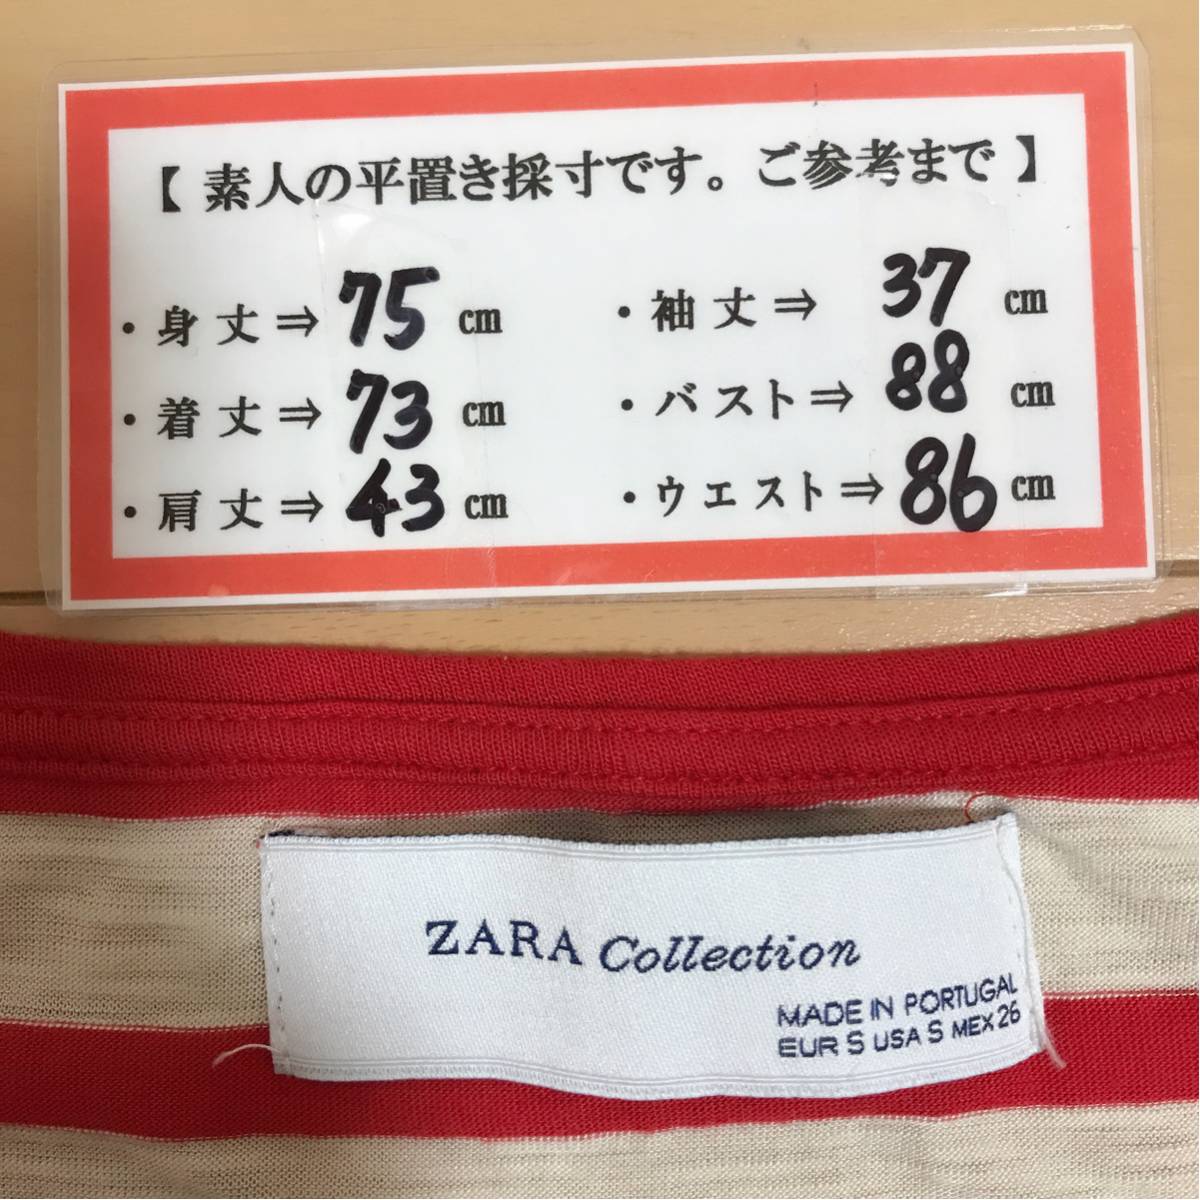 【 素人の平置き採寸です。ご参考まで 】
・身 丈⇒ 75 cm ・袖 丈⇒ 37 cm
・着 丈⇒ 73 cm ・バスト⇒ 88 cm
・肩 丈⇒ 43 cm ・ウエスト⇒ 86 cm
ZARA Collection
MADE IN PORTUGAL
EUR S USA S MEX 26